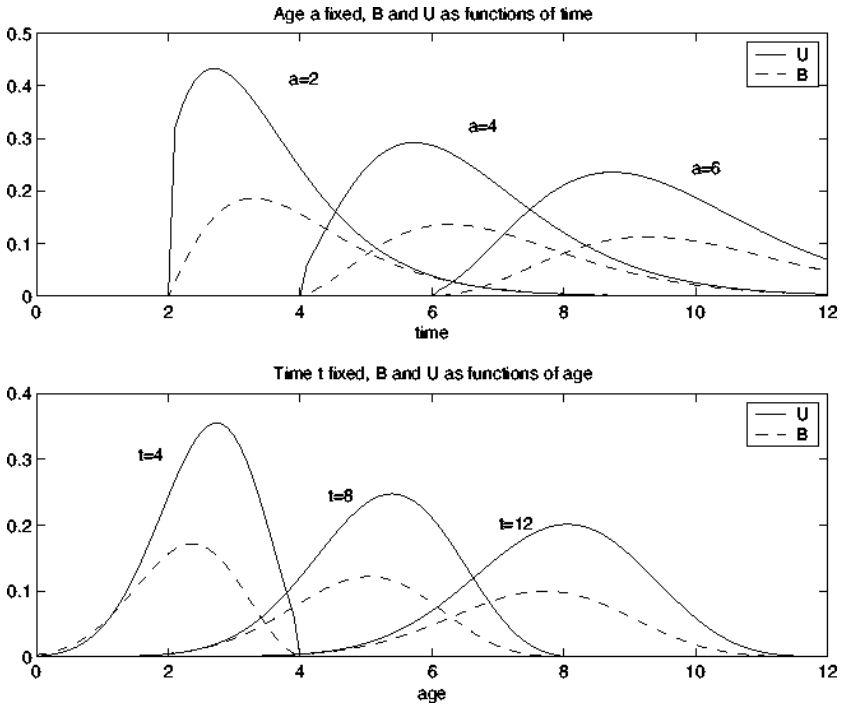 Age a fixed, B and U as functions of time
0.5
0.4
0.3
0.2
0.1
0
U
B
a=2
a=4
a=6
0 2 4 6 8 10 12
time
Time t fixed, B and U as functions of age
0.4
0.3
0.2
0.1
0
U
B
t=4
t=8
t=12
0 2 4 6 8 10 12
age